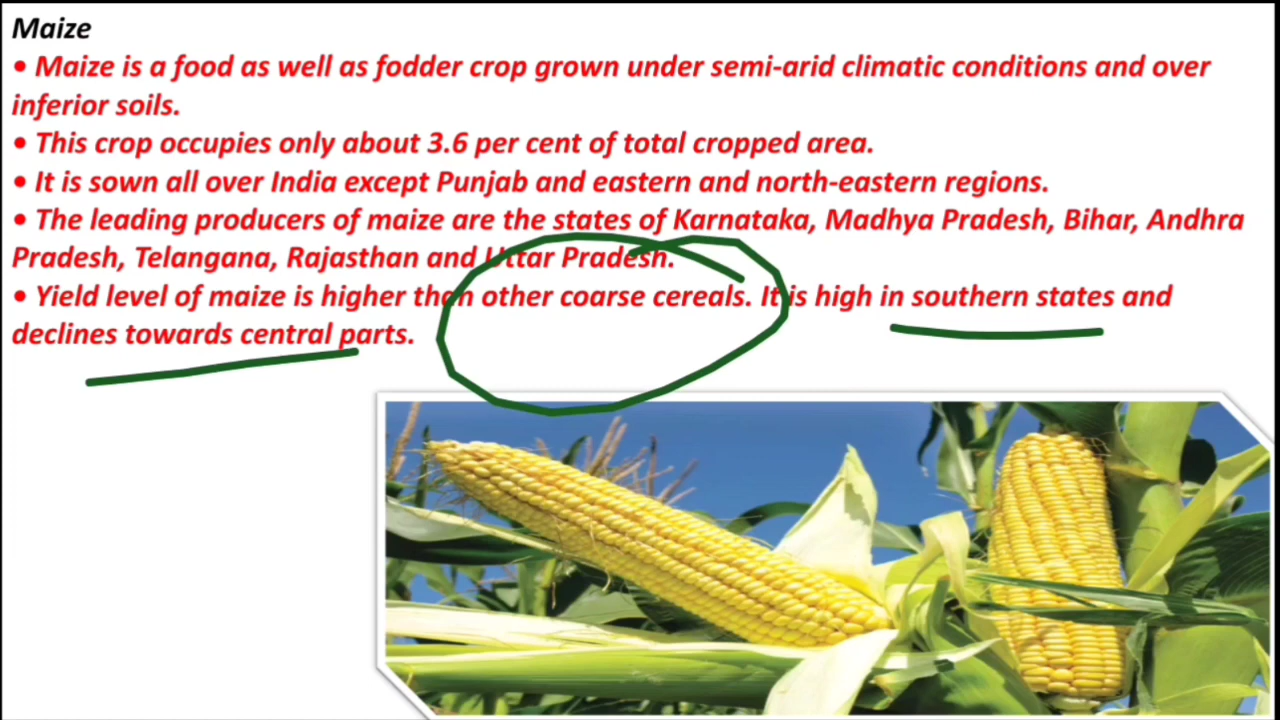 Maize
• Maize is a food as well as fodder crop grown under semi-arid climatic conditions and over
inferior soils.
• This crop occupies only about 3.6 per cent of total cropped area.
• It is sown all over India except Punjab and eastern and north-eastern regions.
• The leading producers of maize are the states of Karnataka, Madhya Pradesh, Bihar, Andhra
Pradesh, Telangana, Rajasthan and Uttar Pradesh.
• Yield level of maize is higher than other coarse cereals. It is high in southern states and
declines towards central parts.